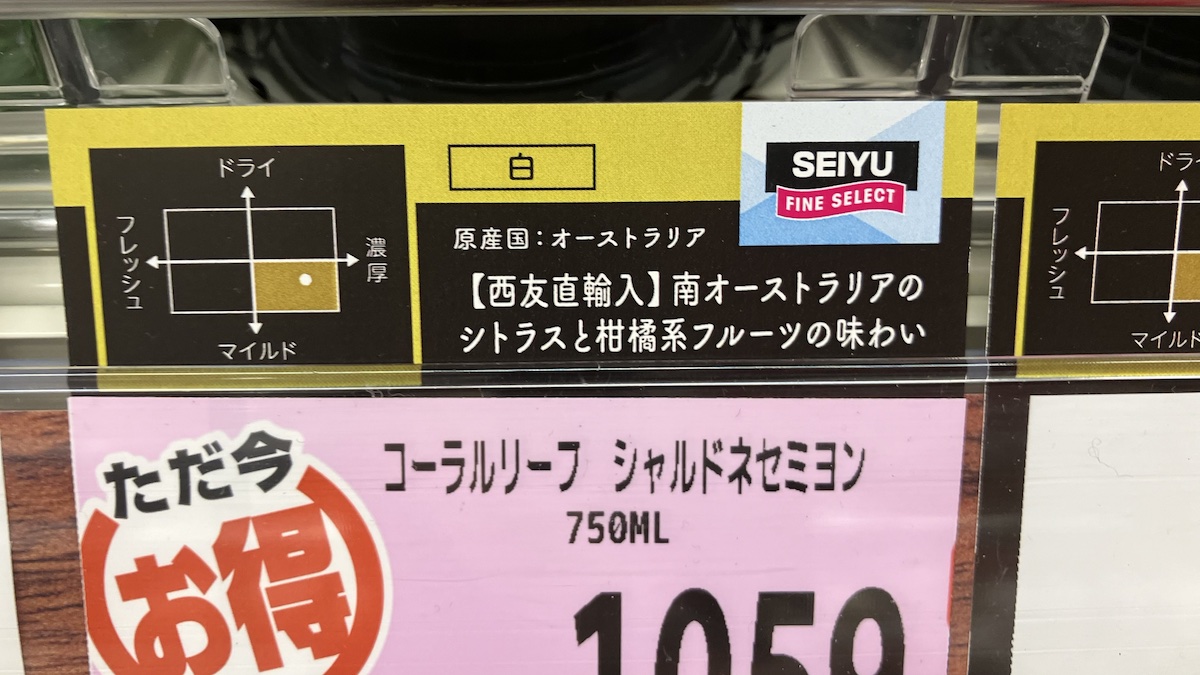 ドライ
フレッシュ
濃厚
マイルド
白
SEIYU
FINE SELECT
原産国：オーストラリア
【西友直輸入】南オーストラリアの
シトラスと柑橘系フルーツの味わい
ドライ
フレッシュ
マイルド
ただ今
お得
コーラルリーフ シャルドネセミヨン
750ML
1059